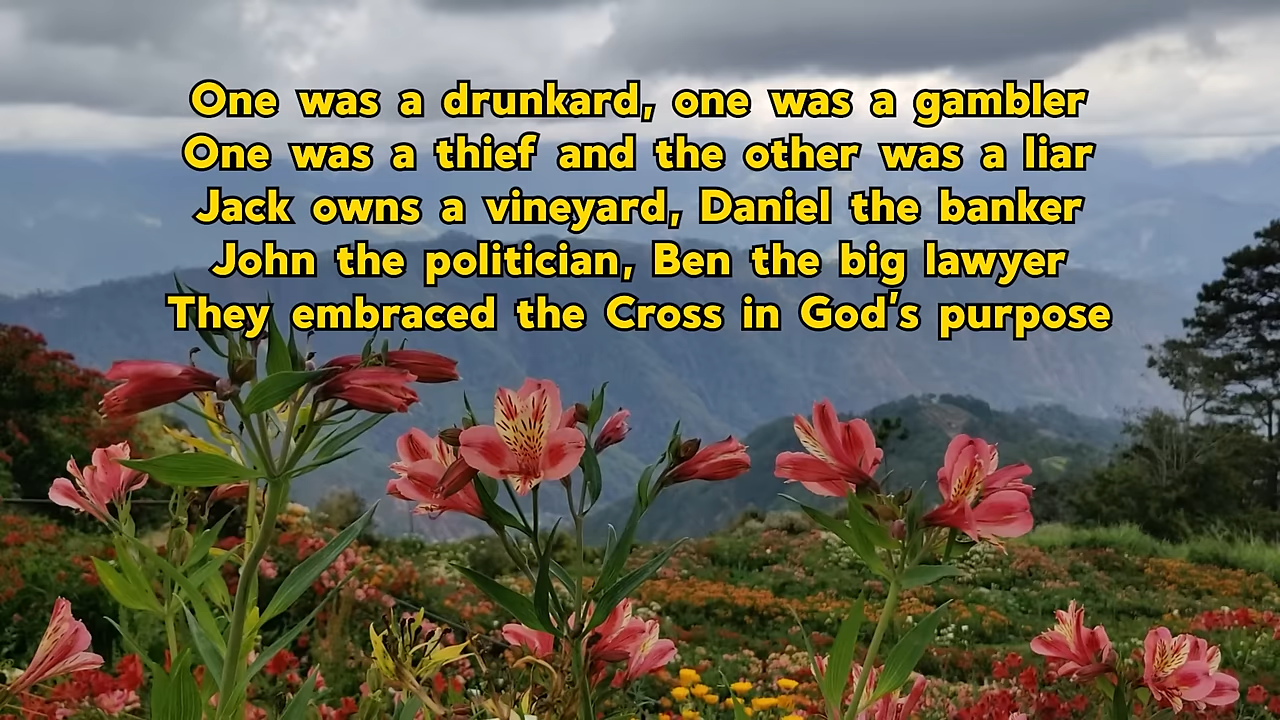 One was a drunkard, one was a gambler
One was a thief and the other was a liar
Jack owns a vineyard, Daniel the banker
John the politician, Ben the big lawyer
They embraced the Cross in God's purpose